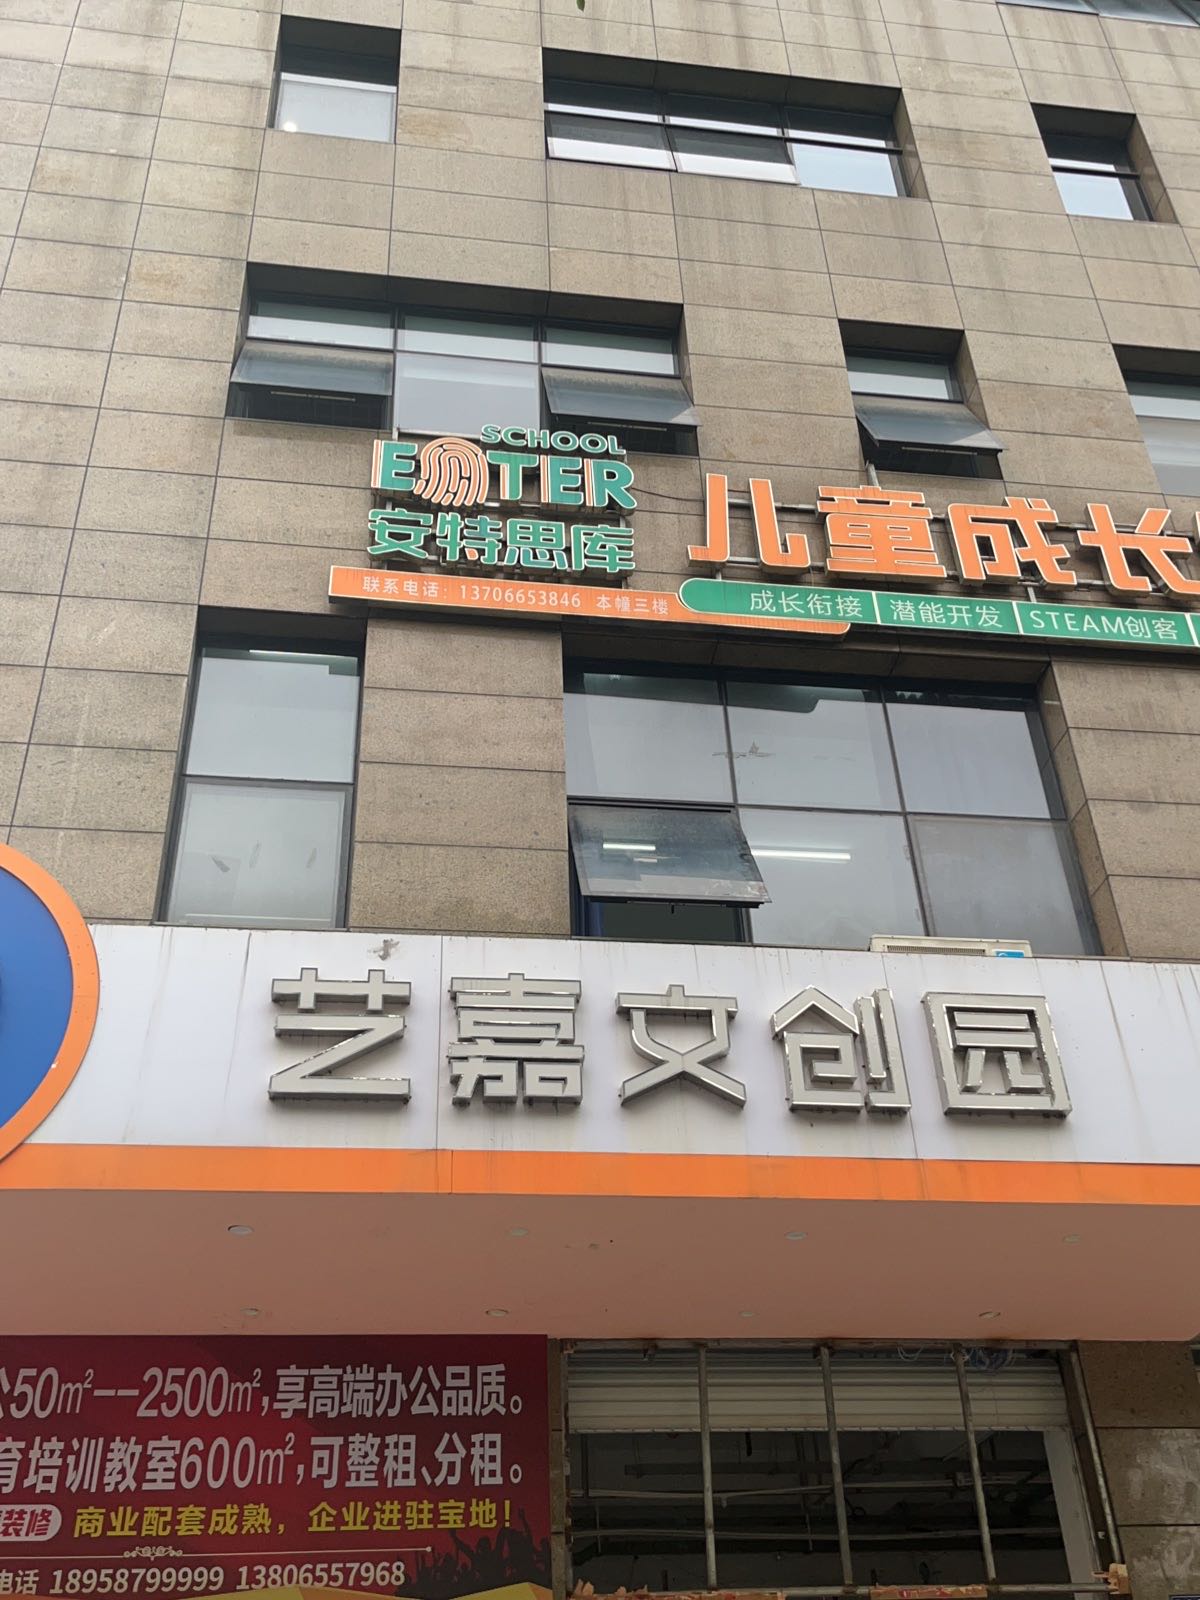 SCHOOL
ENTER
安特思库
儿童成长
联系电话：13706653846 本幢三楼
成长衔接 | 潜能开发 | STEAM创客
艺嘉文创园
50㎡--2500㎡,享高端办公品质。
育培训教室600㎡,可整租、分租。
装修 商业配套成熟，企业进驻宝地！
电话 18958799999 13806557968